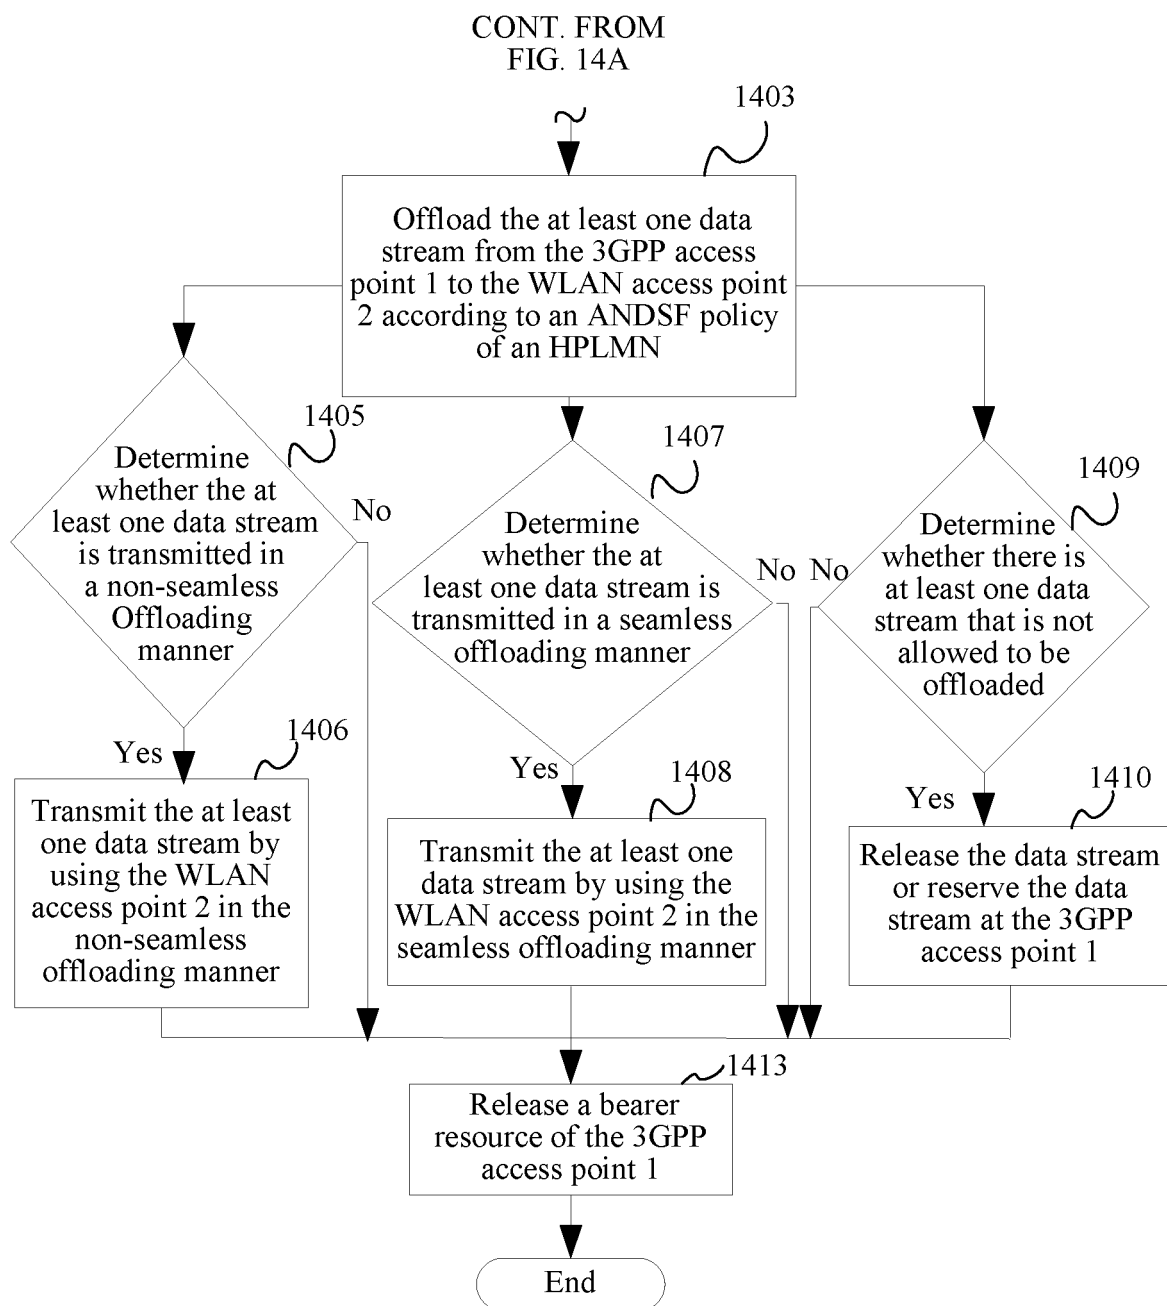 CONT. FROM
FIG. 14A
1403
Offload the at least one data
stream from the 3GPP access
point 1 to the WLAN access point
2 according to an ANDSF policy
of an HPLMN
1405
Determine
whether the at
least one data stream
is transmitted in
a non-seamless
Offloading
manner
No
Yes
1406
Transmit the at least
one data stream by
using the WLAN
access point 2 in the
non-seamless
offloading manner
1407
Determine
whether the at
least one data stream is
transmitted in a seamless
offloading manner
No
Yes
1408
Transmit the at least one
data stream by using the
WLAN access point 2 in the
seamless offloading manner
1409
Determine
whether there is
at least one data
stream that is not
allowed to be
offloaded
No
Yes
1410
Release the data stream
or reserve the data
stream at the 3GPP
access point 1
1413
Release a bearer
resource of the 3GPP
access point 1
End